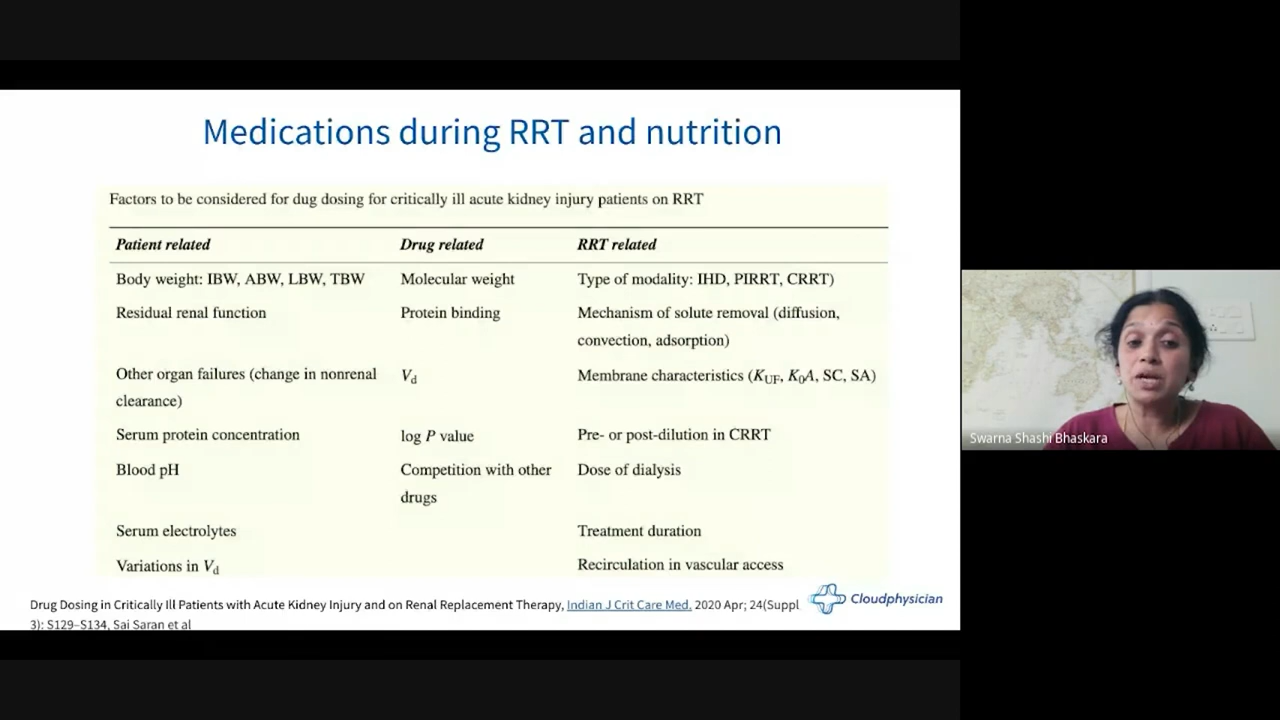 Medications during RRT and nutrition
Factors to be considered for dug dosing for critically ill acute kidney injury patients on RRT
Patient related Drug related RRT related
Body weight: IBW, ABW, LBW, TBW Molecular weight Type of modality: IHD, PIRRT, CRRT)
Residual renal function Protein binding Mechanism of solute removal (diffusion,
convection, adsorption)
Other organ failures (change in nonrenal Vd Membrane characteristics (KUF, K0A, SC, SA)
clearance)
Serum protein concentration log P value Pre- or post-dilution in CRRT
Blood pH Competition with other Dose of dialysis
drugs
Serum electrolytes Treatment duration
Variations in Vd Recirculation in vascular access
Drug Dosing in Critically Ill Patients with Acute Kidney Injury and on Renal Replacement Therapy, Indian J Crit Care Med. 2020 Apr; 24(Suppl
3): S129–S134, Sai Saran et al
Cloudphysician
Swarna Shashi Bhaskara